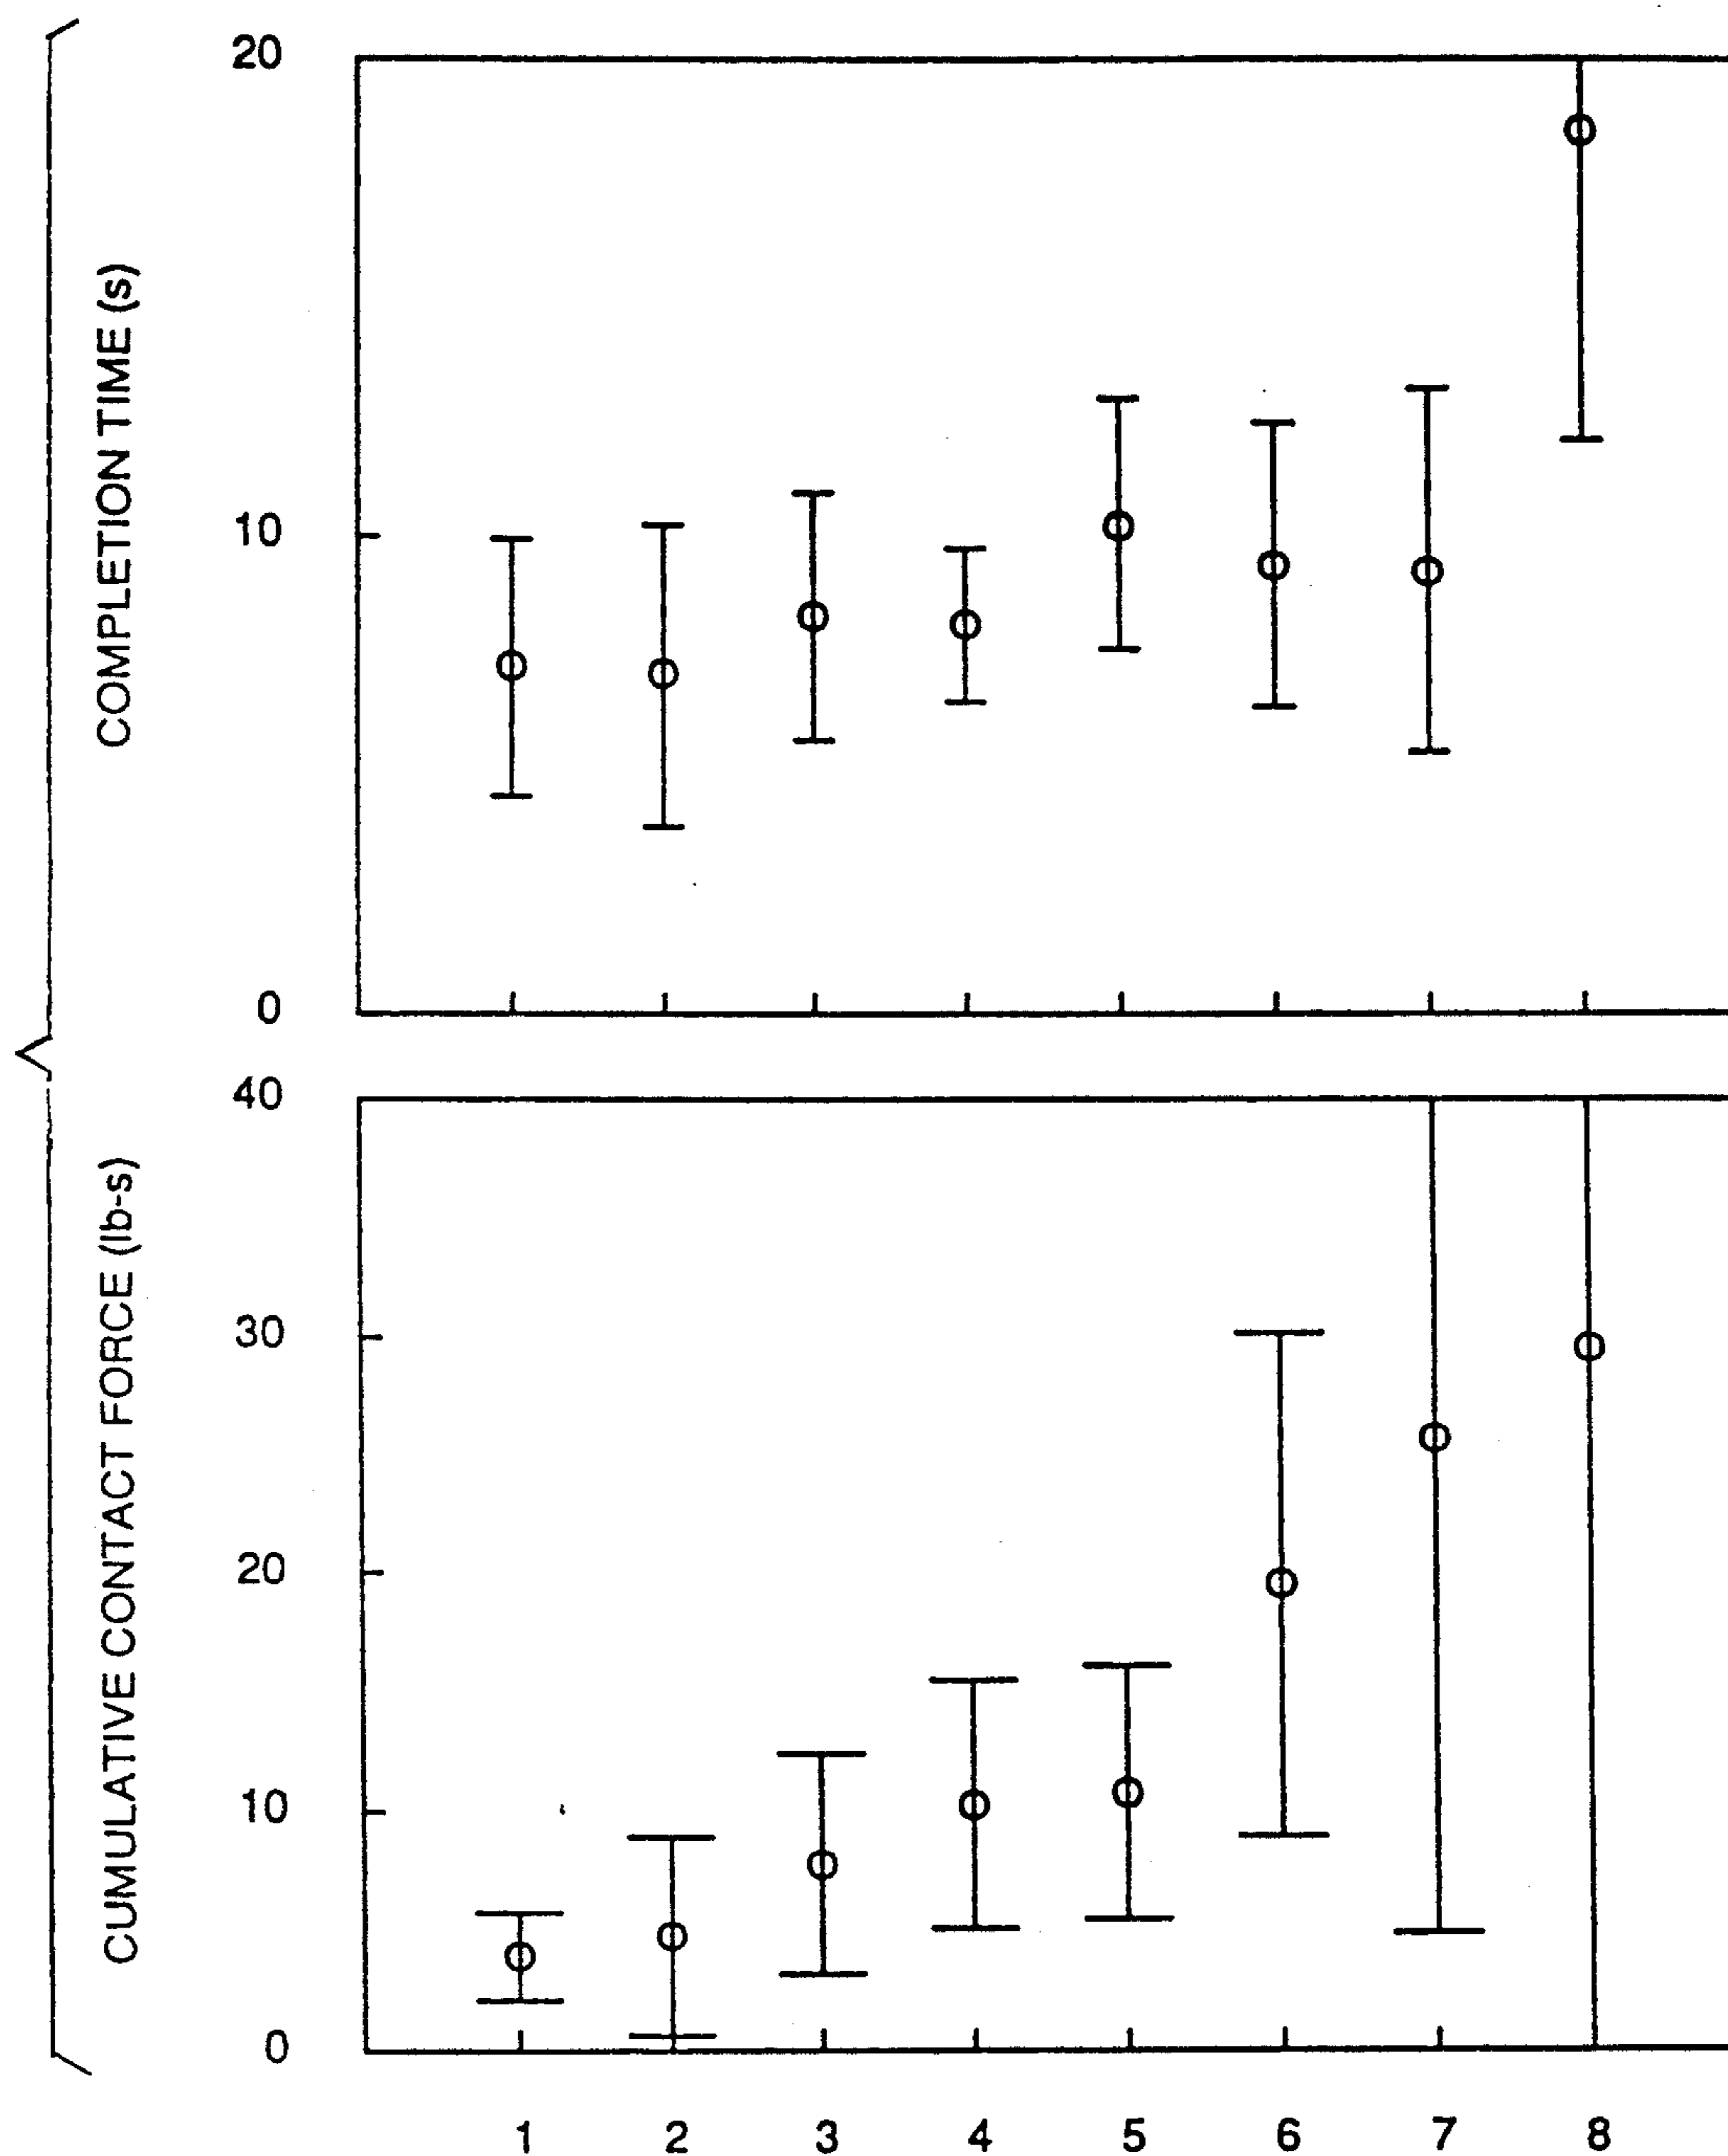 COMPLETION TIME (s)
20
10
0
CUMULATIVE CONTACT FORCE (lb-s)
40
30
20
10
0
1 2 3 4 5 6 7 8